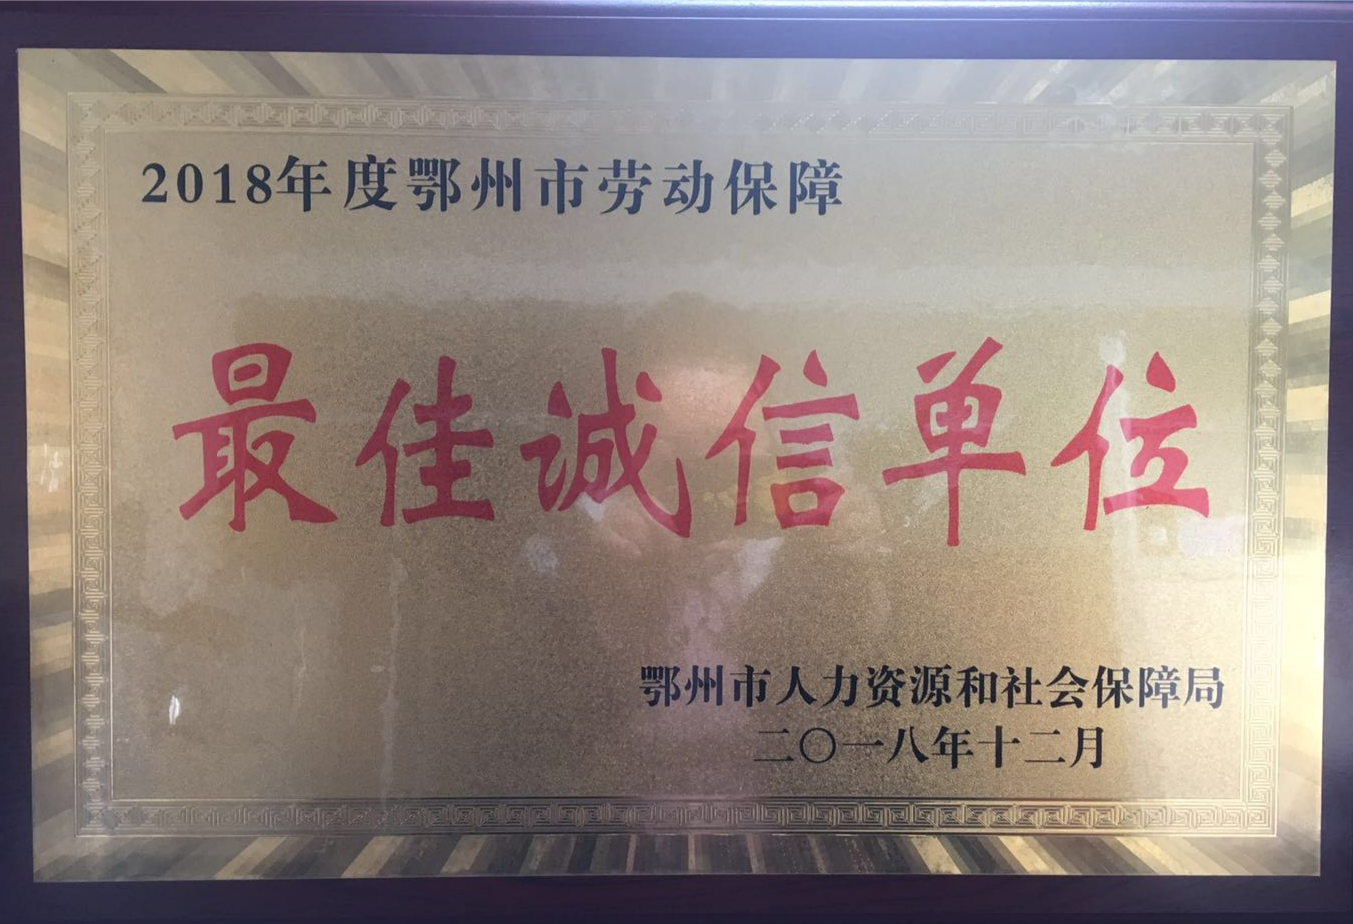 2018年度鄂州市劳动保障
最佳诚信单位
鄂州市人力资源和社会保障局
二〇一八年十二月